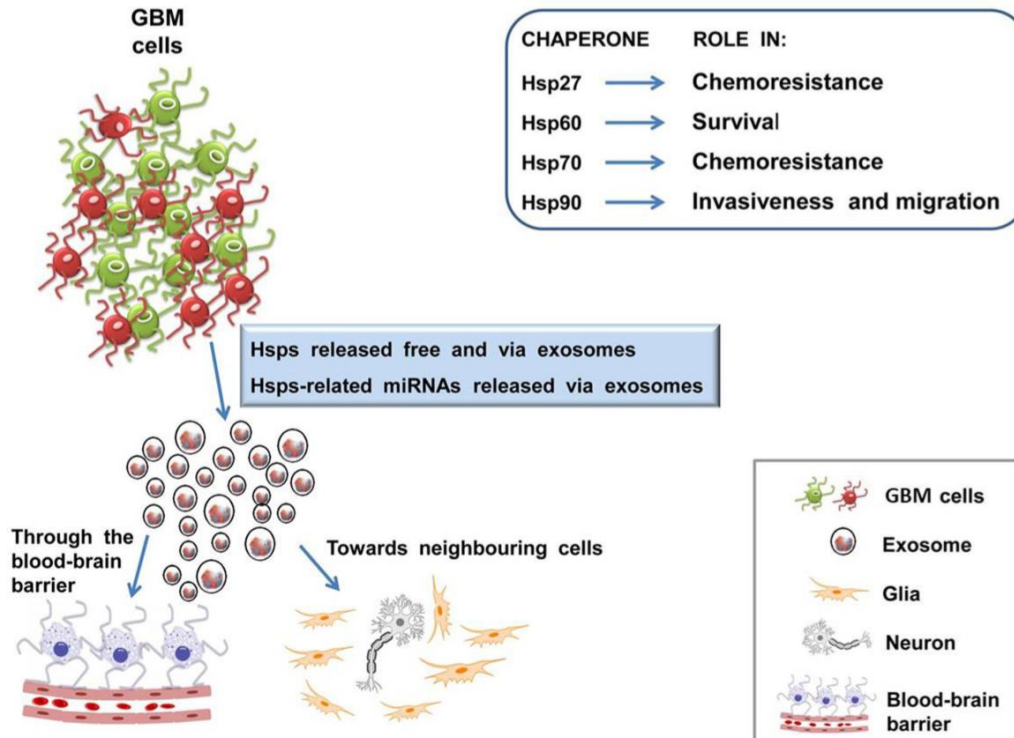 GBM
cells
CHAPERONE ROLE IN:
Hsp27 Chemoresistance
Hsp60 Survival
Hsp70 Chemoresistance
Hsp90 Invasiveness and migration
Hsps released free and via exosomes
Hsps-related miRNAs released via exosomes
Through the
blood-brain
barrier
Towards neighbouring cells
GBM cells
Exosome
Glia
Neuron
Blood-brain
barrier